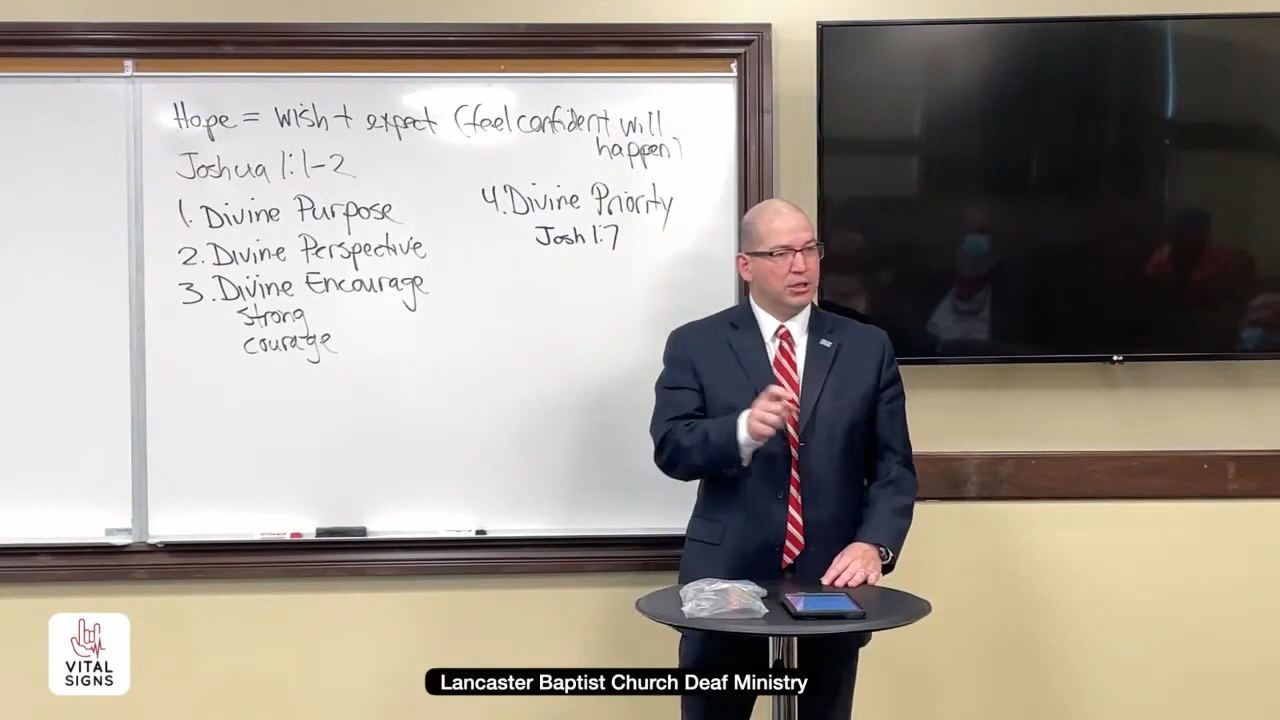 Hope = wish + expect (feel confident will
happen)
Joshua 1:1-2
1. Divine Purpose
2. Divine Perspective
3. Divine Encourage
strong
courage
4. Divine Priority
Josh 1:7
LG
VITAL
SIGNS
Lancaster Baptist Church Deaf Ministry